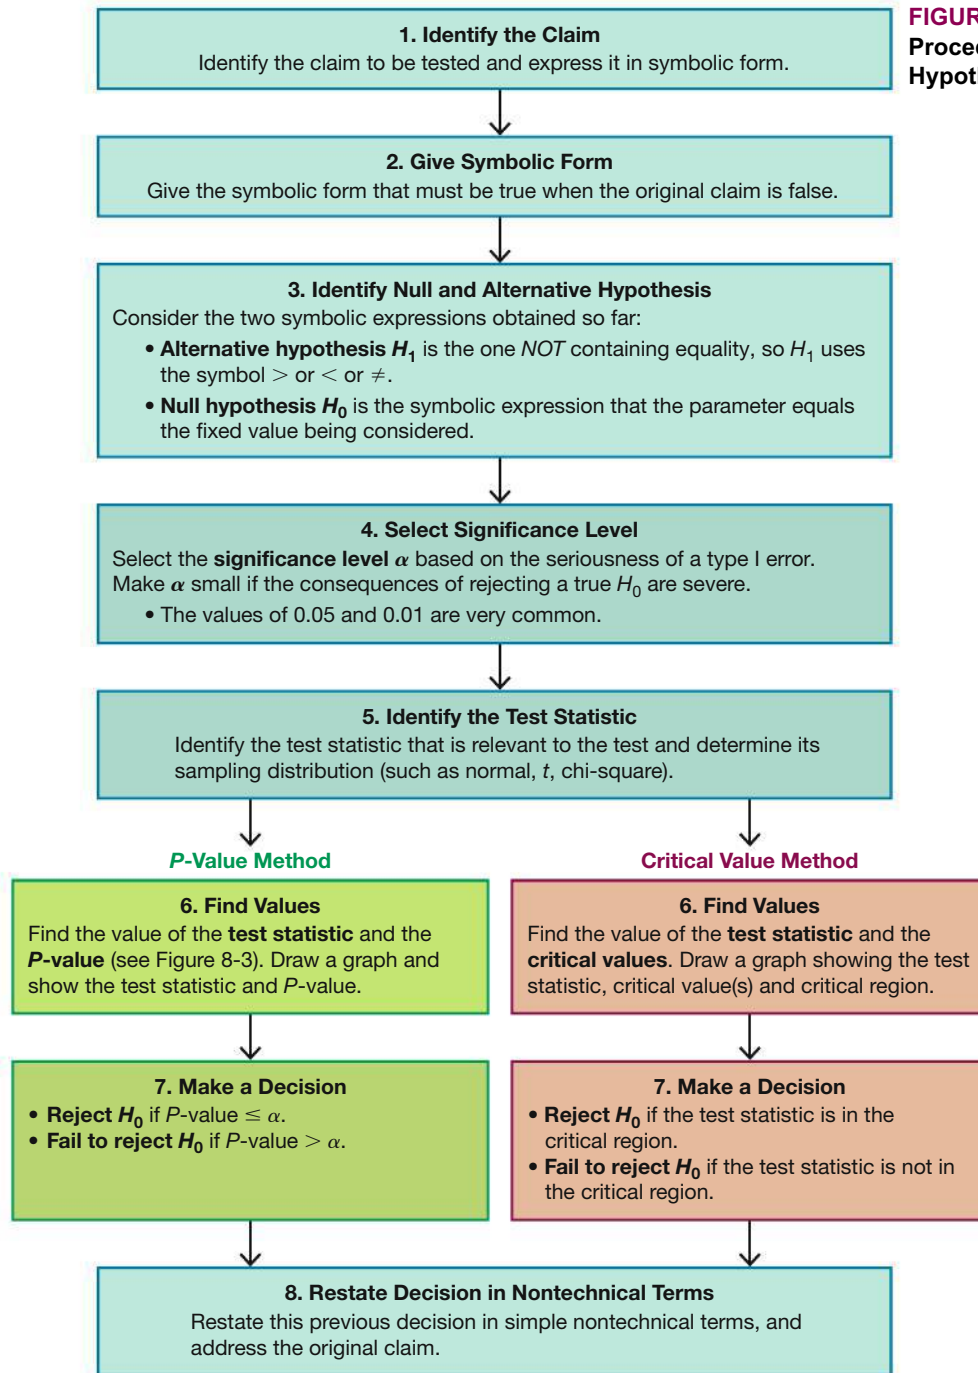 FIGUR
Proced
Hypoth
1. Identify the Claim
Identify the claim to be tested and express it in symbolic form.
2. Give Symbolic Form
Give the symbolic form that must be true when the original claim is false.
3. Identify Null and Alternative Hypothesis
Consider the two symbolic expressions obtained so far:
• Alternative hypothesis H₁ is the one NOT containing equality, so H₁ uses
the symbol > or < or ≠.
• Null hypothesis H₀ is the symbolic expression that the parameter equals
the fixed value being considered.
4. Select Significance Level
Select the significance level α based on the seriousness of a type I error.
Make α small if the consequences of rejecting a true H₀ are severe.
• The values of 0.05 and 0.01 are very common.
5. Identify the Test Statistic
Identify the test statistic that is relevant to the test and determine its
sampling distribution (such as normal, t, chi-square).
P-Value Method
6. Find Values
Find the value of the test statistic and the
P-value (see Figure 8-3). Draw a graph and
show the test statistic and P-value.
7. Make a Decision
• Reject H₀ if P-value ≤ α.
• Fail to reject H₀ if P-value > α.
Critical Value Method
6. Find Values
Find the value of the test statistic and the
critical values. Draw a graph showing the test
statistic, critical value(s) and critical region.
7. Make a Decision
• Reject H₀ if the test statistic is in the
critical region.
• Fail to reject H₀ if the test statistic is not in
the critical region.
8. Restate Decision in Nontechnical Terms
Restate this previous decision in simple nontechnical terms, and
address the original claim.